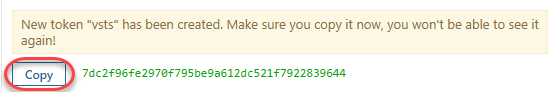 New token "vsts" has been created. Make sure you copy it now, you won't be able to see it
again!
Copy 7dc2f96fe2970f795be9a612dc521f7922839644